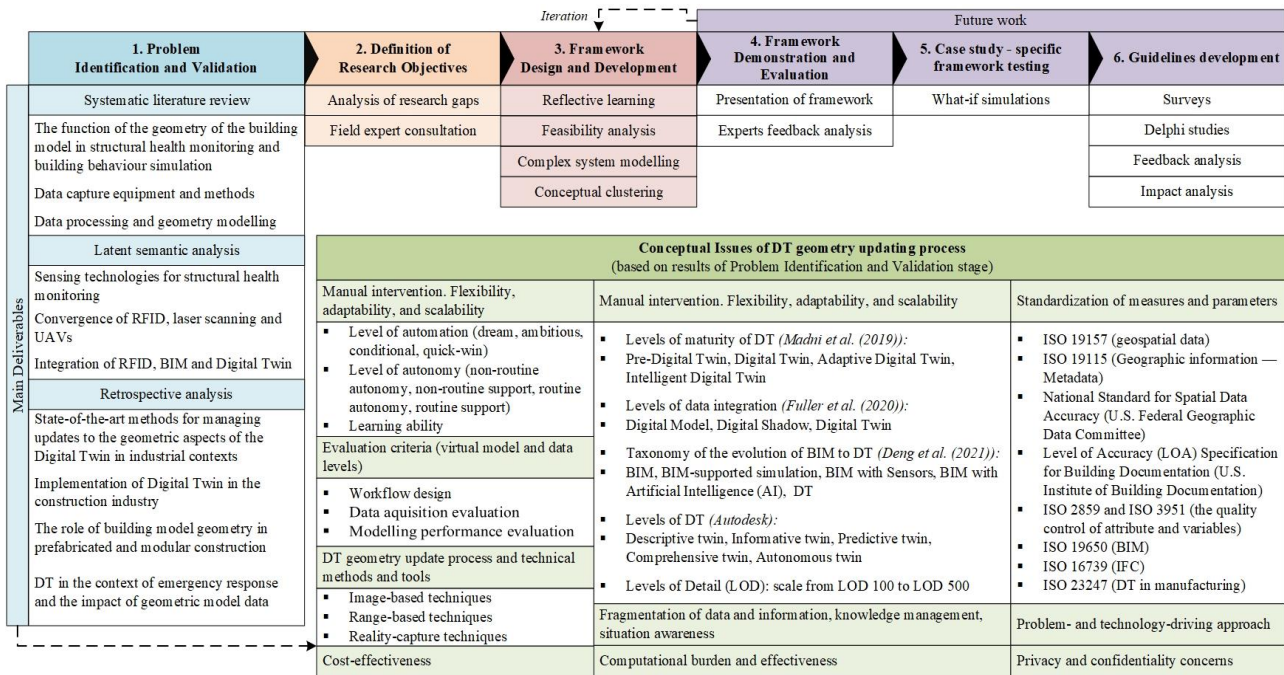 Iteration
Future work
1. Problem
Identification and Validation
2. Definition of
Research Objectives
3. Framework
Design and Development
4. Framework
Demonstration and
Evaluation
5. Case study - specific
framework testing
6. Guidelines development
Main Deliverables
Systematic literature review
The function of the geometry of the building
model in structural health monitoring and
building behaviour simulation
Data capture equipment and methods
Data processing and geometry modelling
Latent semantic analysis
Sensing technologies for structural health
monitoring
Convergence of RFID, laser scanning and
UAVs
Integration of RFID, BIM and Digital Twin
Retrospective analysis
State-of-the-art methods for managing
updates to the geometric aspects of the
Digital Twin in industrial contexts
Implementation of Digital Twin in the
construction industry
The role of building model geometry in
prefabricated and modular construction
DT in the context of emergency response
and the impact of geometric model data
Analysis of research gaps
Field expert consultation
Reflective learning
Feasibility analysis
Complex system modelling
Conceptual clustering
Presentation of framework
Experts feedback analysis
What-if simulations
Surveys
Delphi studies
Feedback analysis
Impact analysis
Conceptual Issues of DT geometry updating process
(based on results of Problem Identification and Validation stage)
Manual intervention. Flexibility,
adaptability, and scalability
▪ Level of automation (dream, ambitious,
conditional, quick-win)
▪ Level of autonomy (non-routine
autonomy, non-routine support, routine
autonomy, routine support)
▪ Learning ability
Evaluation criteria (virtual model and data
levels)
▪ Workflow design
▪ Data aquisition evaluation
▪ Modelling performance evaluation
DT geometry update process and technical
methods and tools
▪ Image-based techniques
▪ Range-based techniques
▪ Reality-capture techniques
Cost-effectiveness
Manual intervention. Flexibility, adaptability, and scalability
▪ Levels of maturity of DT (Madni et al. (2019)):
▪ Pre-Digital Twin, Digital Twin, Adaptive Digital Twin,
Intelligent Digital Twin
▪ Levels of data integration (Fuller et al. (2020)):
Digital Model, Digital Shadow, Digital Twin
▪ Taxonomy of the evolution of BIM to DT (Deng et al. (2021)):
▪ BIM, BIM-supported simulation, BIM with Sensors, BIM with
Artificial Intelligence (AI), DT
▪ Levels of DT (Autodesk):
▪ Descriptive twin, Informative twin, Predictive twin,
Comprehensive twin, Autonomous twin
▪ Levels of Detail (LOD): scale from LOD 100 to LOD 500
Fragmentation of data and information, knowledge management,
situation awareness
Computational burden and effectiveness
Standardization of measures and parameters
▪ ISO 19157 (geospatial data)
▪ ISO 19115 (Geographic information —
Metadata)
▪ National Standard for Spatial Data
Accuracy (U.S. Federal Geographic
Data Committee)
▪ Level of Accuracy (LOA) Specification
for Building Documentation (U.S.
Institute of Building Documentation)
▪ ISO 2859 and ISO 3951 (the quality
control of attribute and variables)
▪ ISO 19650 (BIM)
▪ ISO 16739 (IFC)
▪ ISO 23247 (DT in manufacturing)
Problem- and technology-driving approach
Privacy and confidentiality concerns